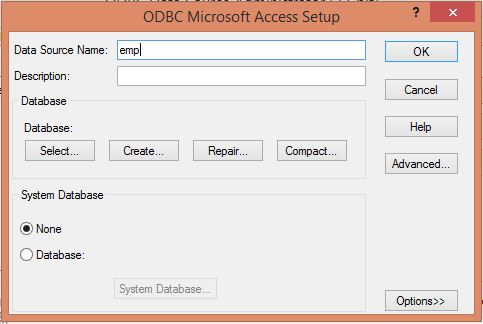 ODBC Microsoft Access Setup
?
Data Source Name: emp
OK
Description:
Cancel
Database
Database:
Help
Select... Create... Repair... Compact...
Advanced...
System Database
None
Database:
System Database...
Options>>